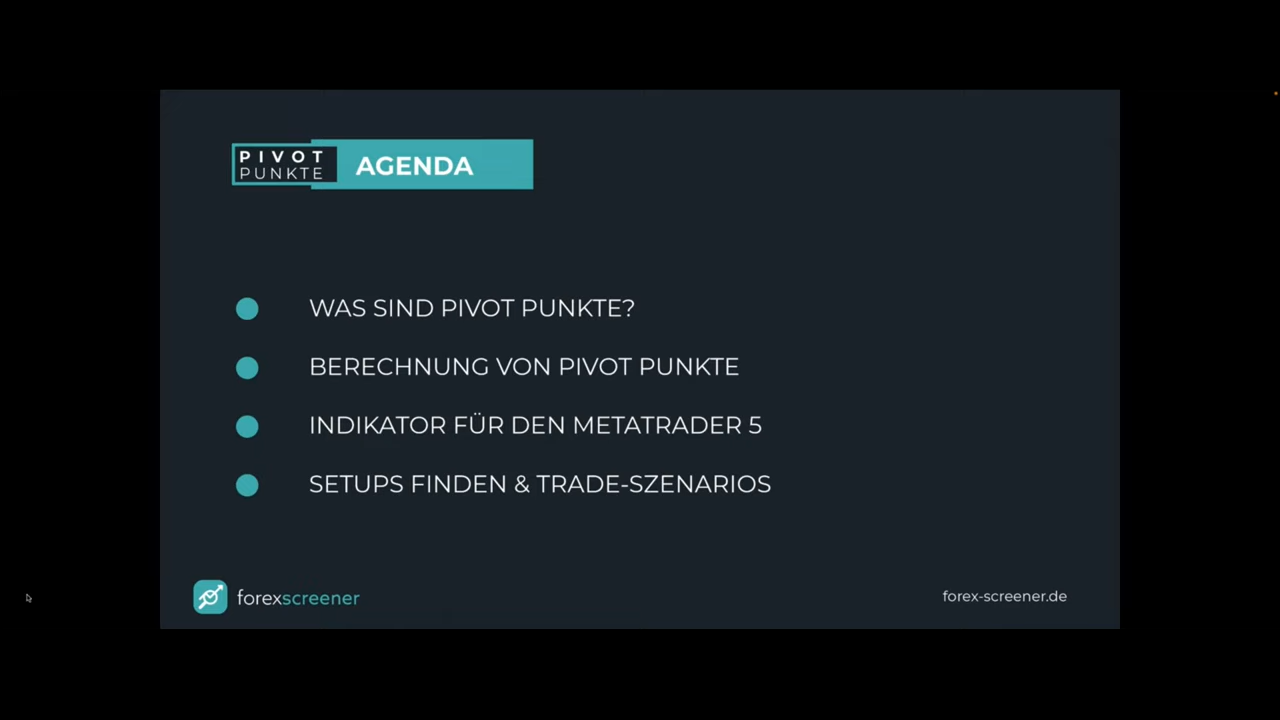 PIVOT
PUNKTE
AGENDA
WAS SIND PIVOT PUNKTE?
BERECHNUNG VON PIVOT PUNKTE
INDIKATOR FÜR DEN METATRADER 5
SETUPS FINDEN & TRADE-SZENARIOS
forexscreener
forex-screener.de